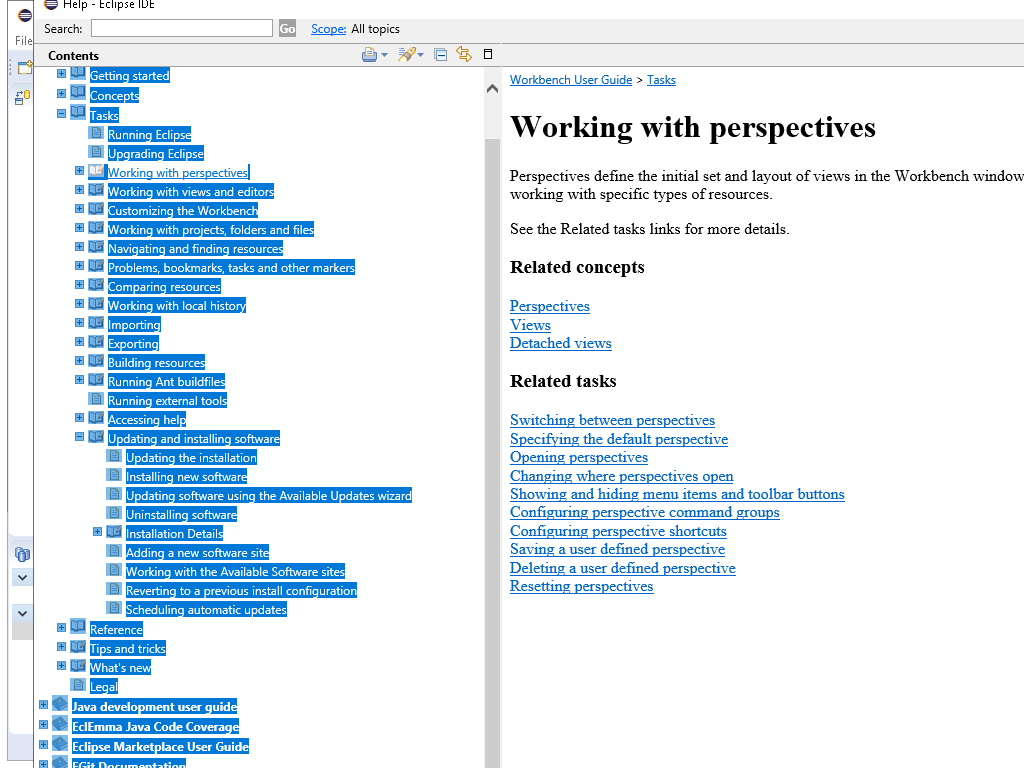 Help - Eclipse IDE
File
Search:
Go
Scope: All topics
Contents
Getting started
Concepts
Tasks
Running Eclipse
Upgrading Eclipse
Working with perspectives
Working with views and editors
Customizing the Workbench
Working with projects, folders and files
Navigating and finding resources
Problems, bookmarks, tasks and other markers
Comparing resources
Working with local history
Importing
Exporting
Building resources
Running Ant buildfiles
Running external tools
Accessing help
Updating and installing software
Updating the installation
Installing new software
Updating software using the Available Updates wizard
Uninstalling software
Installation Details
Adding a new software site
Working with the Available Software sites
Reverting to a previous install configuration
Scheduling automatic updates
Reference
Tips and tricks
What's new
Legal
Java development user guide
EclEmma Java Code Coverage
Eclipse Marketplace User Guide
EGit Documentation
Workbench User Guide > Tasks
Working with perspectives
Perspectives define the initial set and layout of views in the Workbench window
working with specific types of resources.
See the Related tasks links for more details.
Related concepts
Perspectives
Views
Detached views
Related tasks
Switching between perspectives
Specifying the default perspective
Opening perspectives
Changing where perspectives open
Showing and hiding menu items and toolbar buttons
Configuring perspective command groups
Configuring perspective shortcuts
Saving a user defined perspective
Deleting a user defined perspective
Resetting perspectives